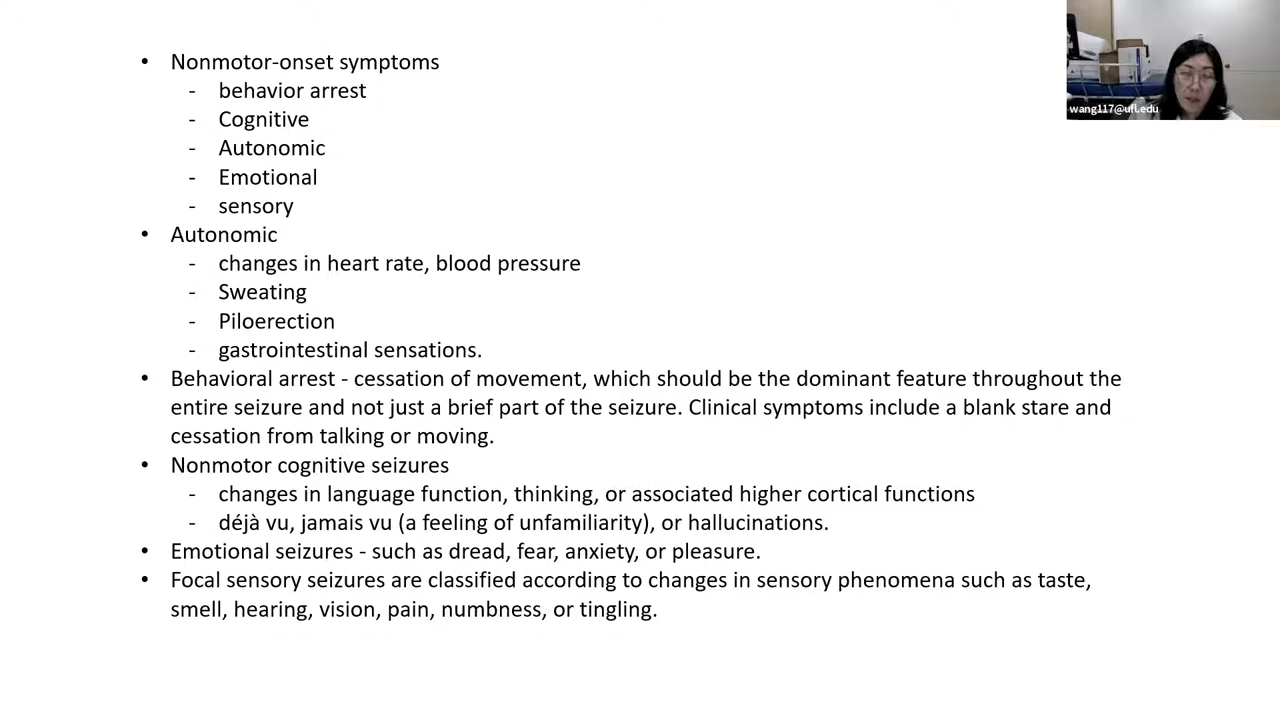 • Nonmotor-onset symptoms
- behavior arrest
- Cognitive
- Autonomic
- Emotional
- sensory
• Autonomic
- changes in heart rate, blood pressure
- Sweating
- Piloerection
- gastrointestinal sensations.
• Behavioral arrest - cessation of movement, which should be the dominant feature throughout the
entire seizure and not just a brief part of the seizure. Clinical symptoms include a blank stare and
cessation from talking or moving.
• Nonmotor cognitive seizures
- changes in language function, thinking, or associated higher cortical functions
- déjà vu, jamais vu (a feeling of unfamiliarity), or hallucinations.
• Emotional seizures - such as dread, fear, anxiety, or pleasure.
• Focal sensory seizures are classified according to changes in sensory phenomena such as taste,
smell, hearing, vision, pain, numbness, or tingling.
wang117@ufl.edu